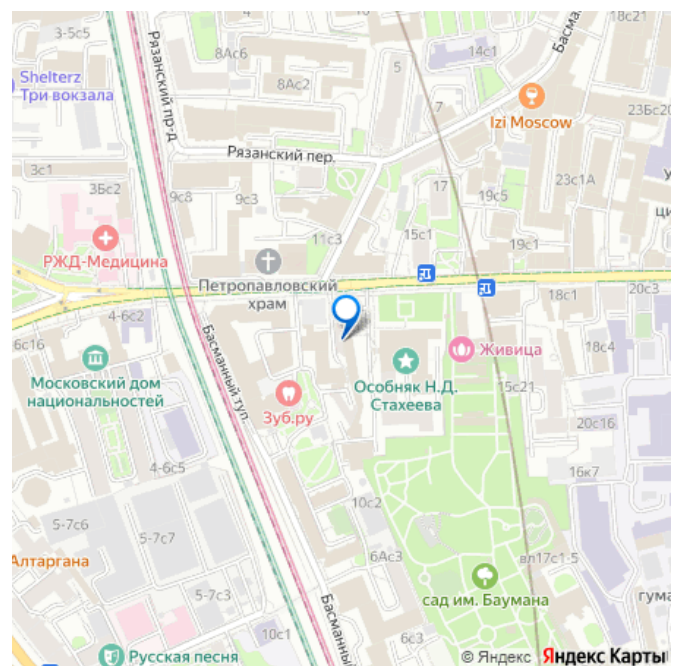 3-5с5
18с21
Shelterz
Три вокзала
Рязанский пр-д
8Ас6
8Ас2
5
14с1
Басм
7
Izi Moscow
23Бс20
3с1
Рязанский пер.
3Бс2
9с8
9с3
17
19с5
23с1А
ци
РЖД-Медицина
11с3
15с1
19с1
Петропавловский
храм
4-6с2
18с1
20с3
6с16
Басманный туп.
Живица
18с4
Московский дом
национальностей
Особняк Н.Д.
Стахеева
15с21
Зуб.ру
20с16
4-6с5
16к7
5-7с6
10с2
5-7с7
Алтаргана
6Ас3
вл17с1-5
5-7с3
сад им. Баумана
гума
Басманный
10с1
6с3
Русская песня
© Яндекс Яндекс Карты